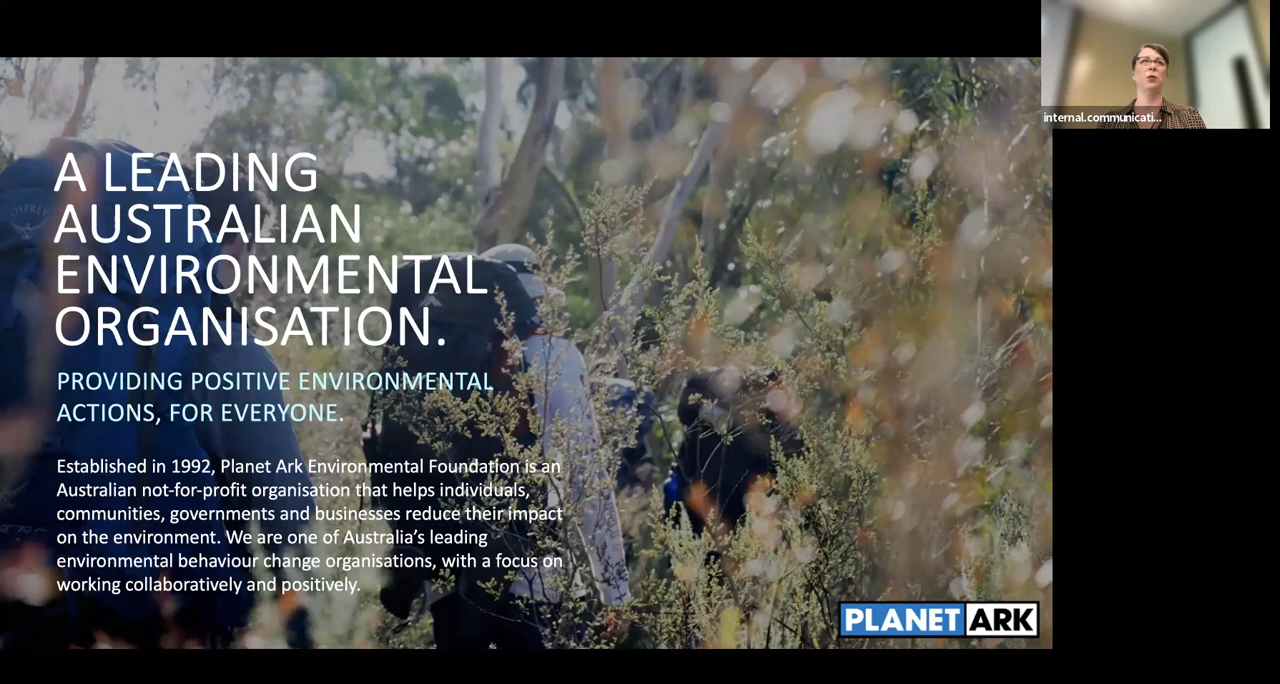 internal.communicati...
A LEADING
AUSTRALIAN
ENVIRONMENTAL
ORGANISATION.
PROVIDING POSITIVE ENVIRONMENTAL
ACTIONS, FOR EVERYONE.
Established in 1992, Planet Ark Environmental Foundation is an
Australian not-for-profit organisation that helps individuals,
communities, governments and businesses reduce their impact
on the environment. We are one of Australia's leading
environmental behaviour change organisations, with a focus on
working collaboratively and positively.
PLANET ARK
OSPREY